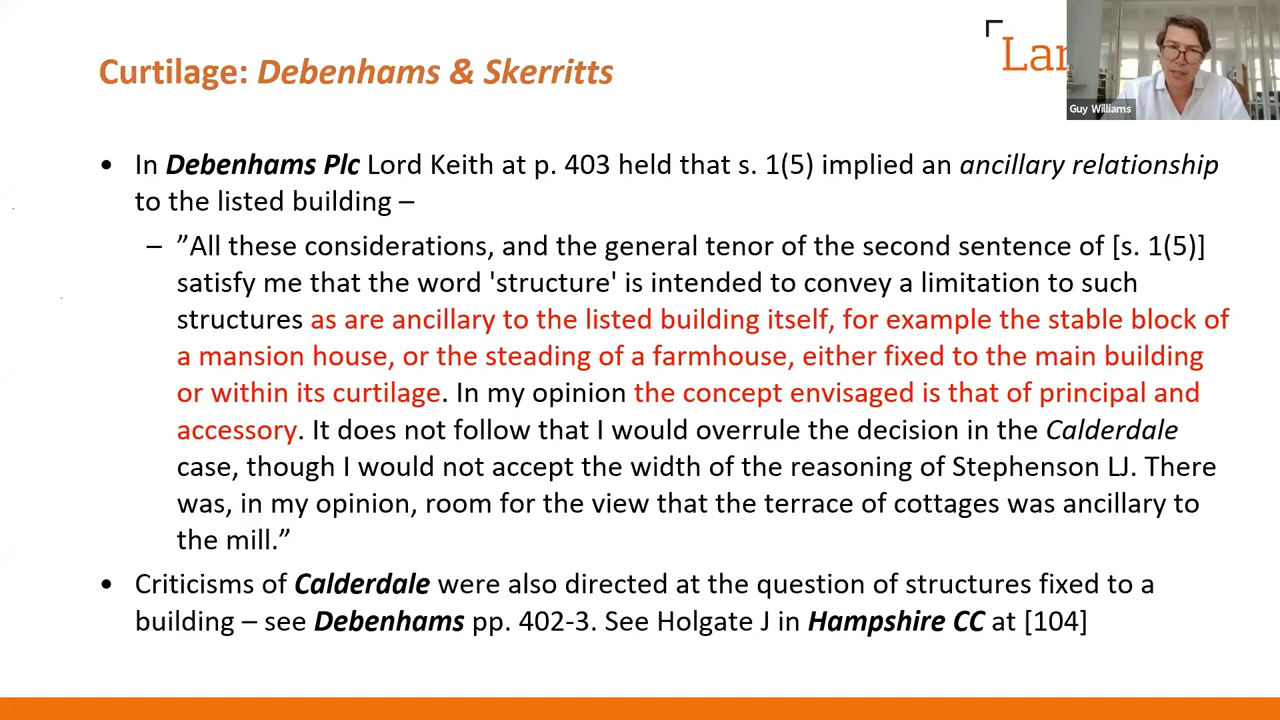 Curtilage: Debenhams & Skerritts
Lan
Guy Williams
• In Debenhams Plc Lord Keith at p. 403 held that s. 1(5) implied an ancillary relationship
to the listed building –
– ”All these considerations, and the general tenor of the second sentence of [s. 1(5)]
satisfy me that the word 'structure' is intended to convey a limitation to such
structures as are ancillary to the listed building itself, for example the stable block of
a mansion house, or the steading of a farmhouse, either fixed to the main building
or within its curtilage. In my opinion the concept envisaged is that of principal and
accessory. It does not follow that I would overrule the decision in the Calderdale
case, though I would not accept the width of the reasoning of Stephenson LJ. There
was, in my opinion, room for the view that the terrace of cottages was ancillary to
the mill.”
• Criticisms of Calderdale were also directed at the question of structures fixed to a
building – see Debenhams pp. 402-3. See Holgate J in Hampshire CC at [104]